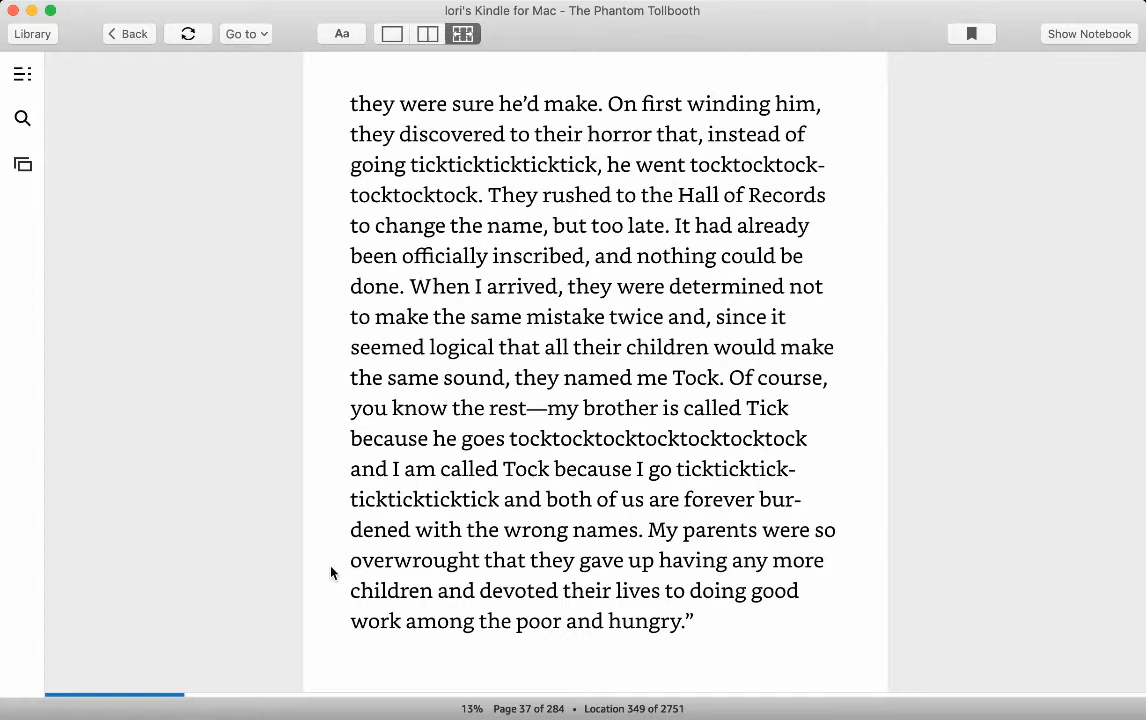 lori's Kindle for Mac - The Phantom Tollbooth
Library
Back
Go to
Aa
Show Notebook
they were sure he’d make. On first winding him,
they discovered to their horror that, instead of
going tickticktickticktick, he went tocktocktock-
tocktocktock. They rushed to the Hall of Records
to change the name, but too late. It had already
been officially inscribed, and nothing could be
done. When I arrived, they were determined not
to make the same mistake twice and, since it
seemed logical that all their children would make
the same sound, they named me Tock. Of course,
you know the rest—my brother is called Tick
because he goes tocktocktocktocktocktocktock
and I am called Tock because I go tickticktick-
tickticktickticktick and both of us are forever bur-
dened with the wrong names. My parents were so
overwrought that they gave up having any more
children and devoted their lives to doing good
work among the poor and hungry.”
13% Page 37 of 284 • Location 349 of 2751